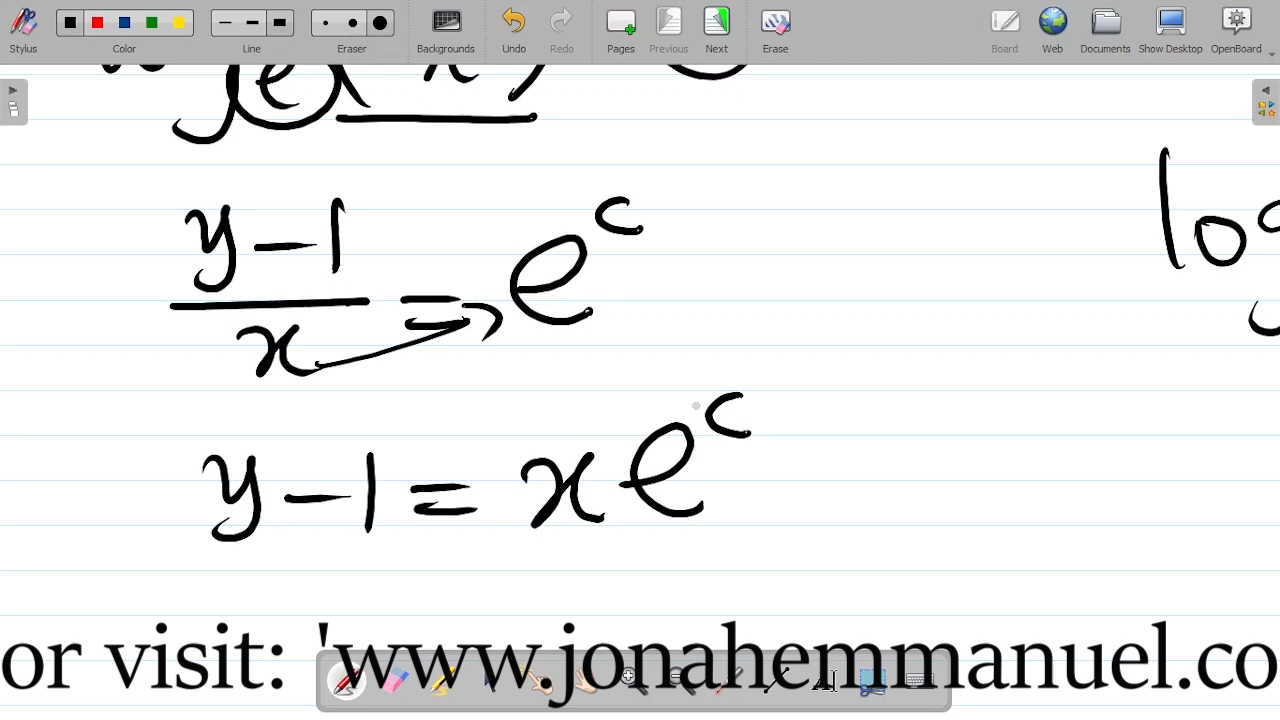 Stylus Color Line Eraser Backgrounds Undo Redo Pages Previous Next Erase Board Web Documents Show Desktop OpenBoard
y-1/x = e^c
y-1 = xe^c
or visit: 'www.jonahemmanuel.co